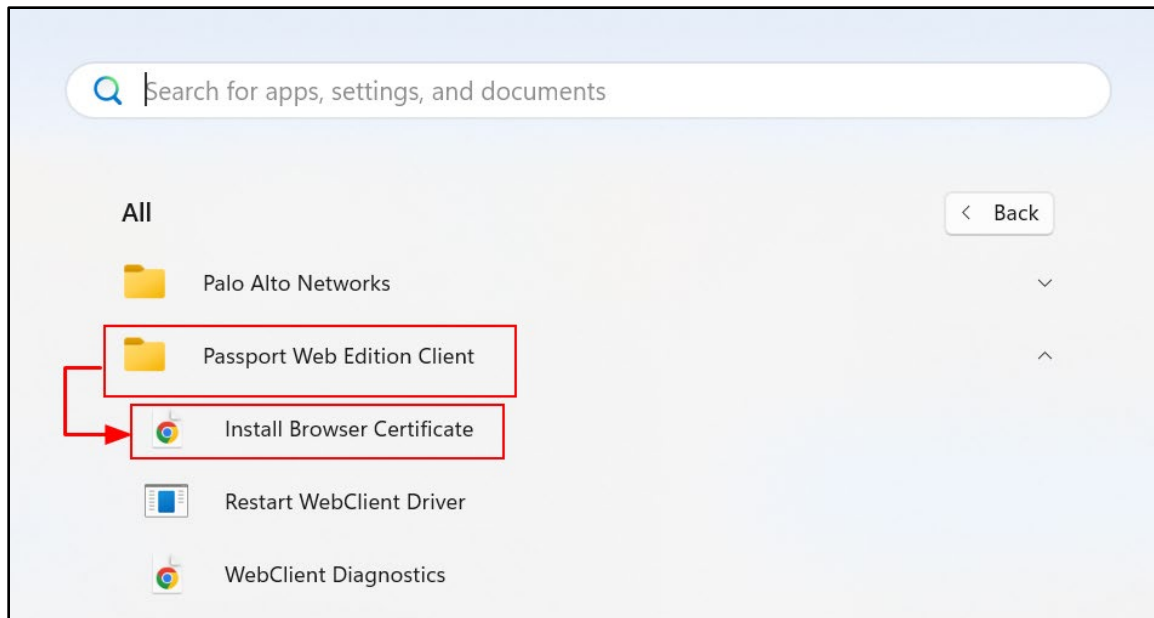 Search for apps, settings, and documents
All
Back
Palo Alto Networks
Passport Web Edition Client
Install Browser Certificate
Restart WebClient Driver
WebClient Diagnostics